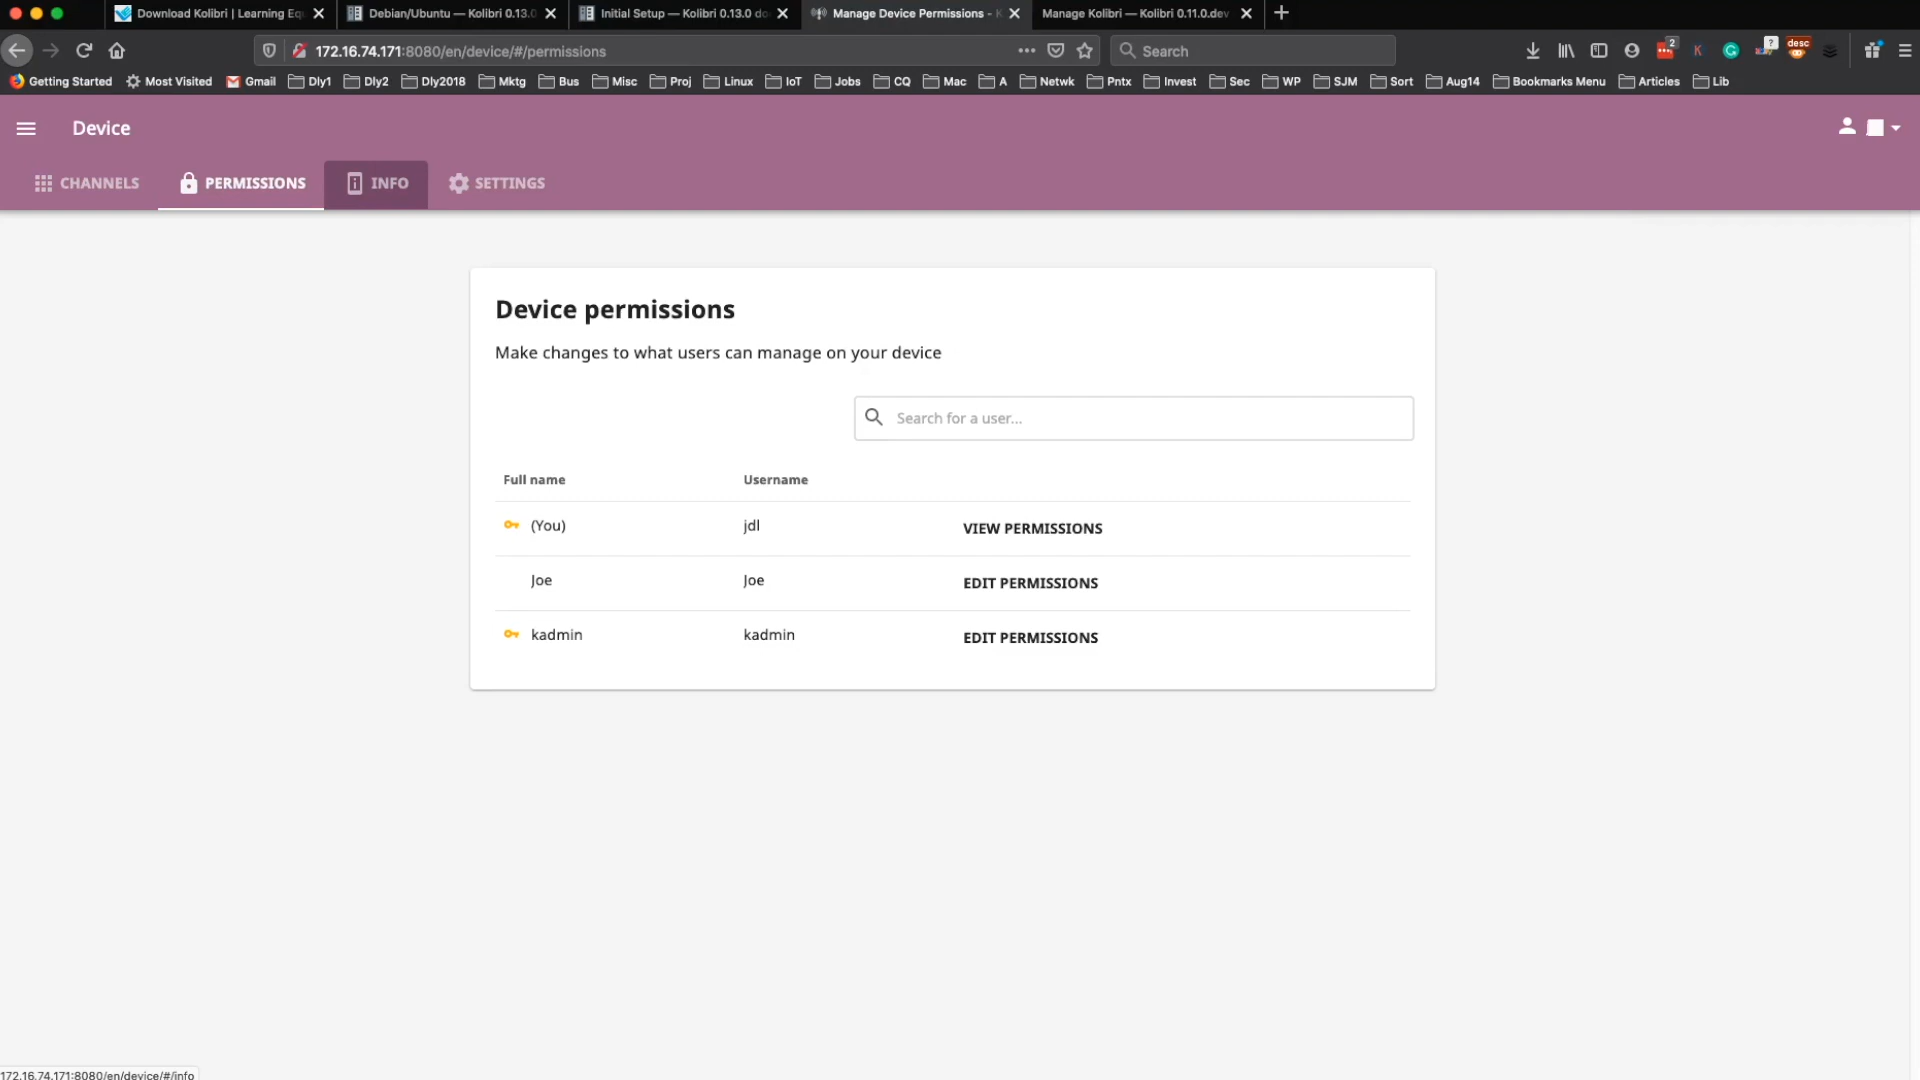 Download Kolibri | Learning Eq
Debian/Ubuntu — Kolibri 0.13.0
Initial Setup — Kolibri 0.13.0 do
Manage Device Permissions - K
Manage Kolibri — Kolibri 0.11.0.dev
172.16.74.171:8080/en/device/#/permissions
Search
2
?
desc
Getting Started
Most Visited
Gmail
Dly1
Dly2
Dly2018
Mktg
Bus
Misc
Proj
Linux
IoT
Jobs
CQ
Mac
A
Netwk
Pntx
Invest
Sec
WP
SJM
Sort
Aug14
Bookmarks Menu
Articles
Lib
Device
CHANNELS
PERMISSIONS
INFO
SETTINGS
Device permissions
Make changes to what users can manage on your device
Search for a user...
Full name Username
(You) jdl VIEW PERMISSIONS
Joe Joe EDIT PERMISSIONS
kadmin kadmin EDIT PERMISSIONS
172.16.74.171:8080/en/device/#/info